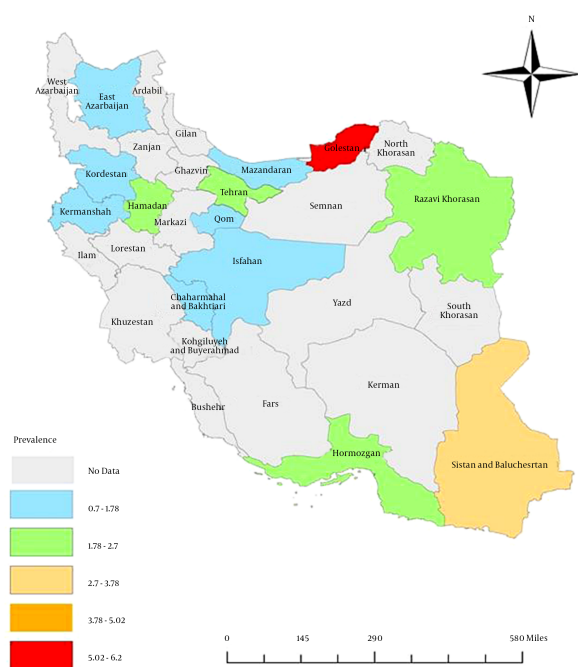 N
West
Azarbaijan
East
Azarbaijan
Ardabil
Gilan
Zanjan
Golestan
North
Khorasan
Kordestan
Ghazvin
Mazandaran
Tehran
Hamadan
Razavi Khorasan
Kermanshah
Markazi
Qom
Semnan
Ilam
Lorestan
Isfahan
Chaharmahal
and Bakhtiari
Yazd
South
Khorasan
Khuzestan
Kohgiluyeh
and Buyerahmad
Kerman
Bushehr
Fars
Hormozgan
Sistan and Baluchesrtan
Prevalence
No Data
0.7 - 1.78
1.78 - 2.7
2.7 - 3.78
3.78 - 5.02
5.02 - 6.2
0 145 290 580 Miles